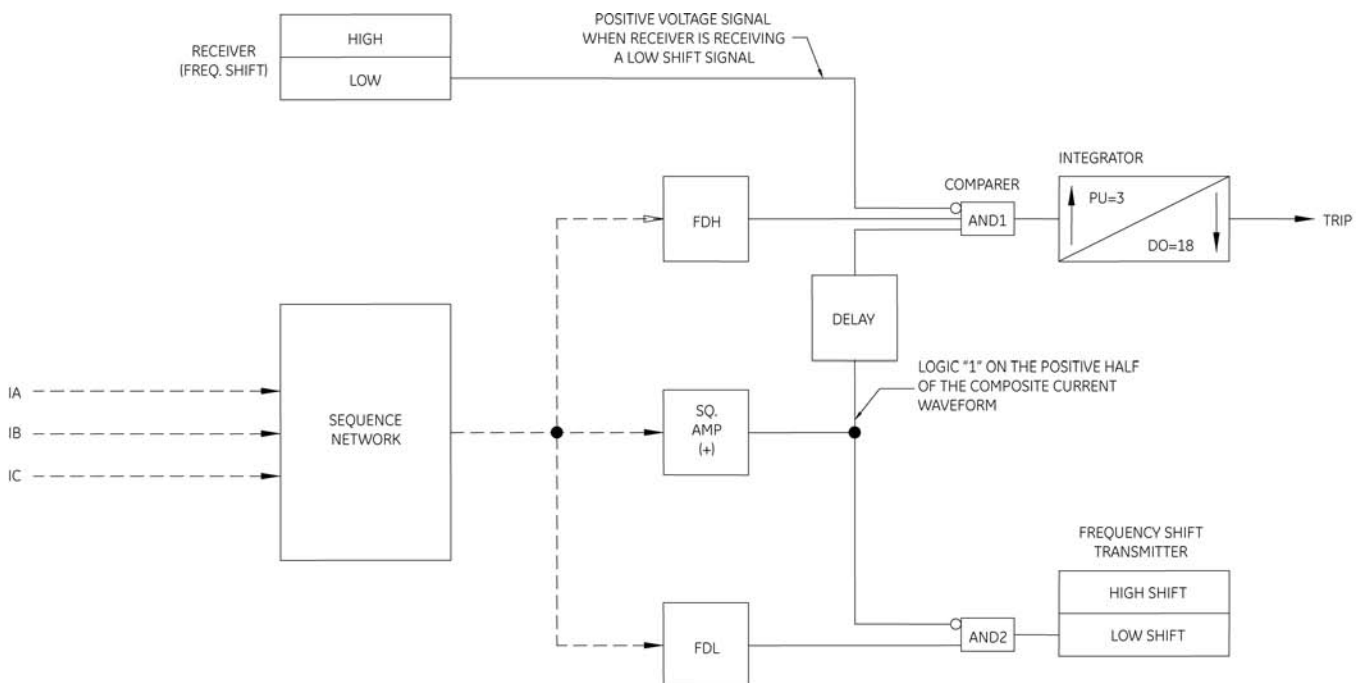 POSITIVE VOLTAGE SIGNAL
WHEN RECEIVER IS RECEIVING
A LOW SHIFT SIGNAL
RECEIVER
(FREQ. SHIFT)
HIGH
LOW
INTEGRATOR
COMPARER
FDH
AND1
PU=3
DO=18
TRIP
DELAY
LOGIC "1" ON THE POSITIVE HALF
OF THE COMPOSITE CURRENT
WAVEFORM
IA
IB
IC
SEQUENCE
NETWORK
SQ.
AMP
(+)
FREQUENCY SHIFT
TRANSMITTER
HIGH SHIFT
LOW SHIFT
FDL
AND2